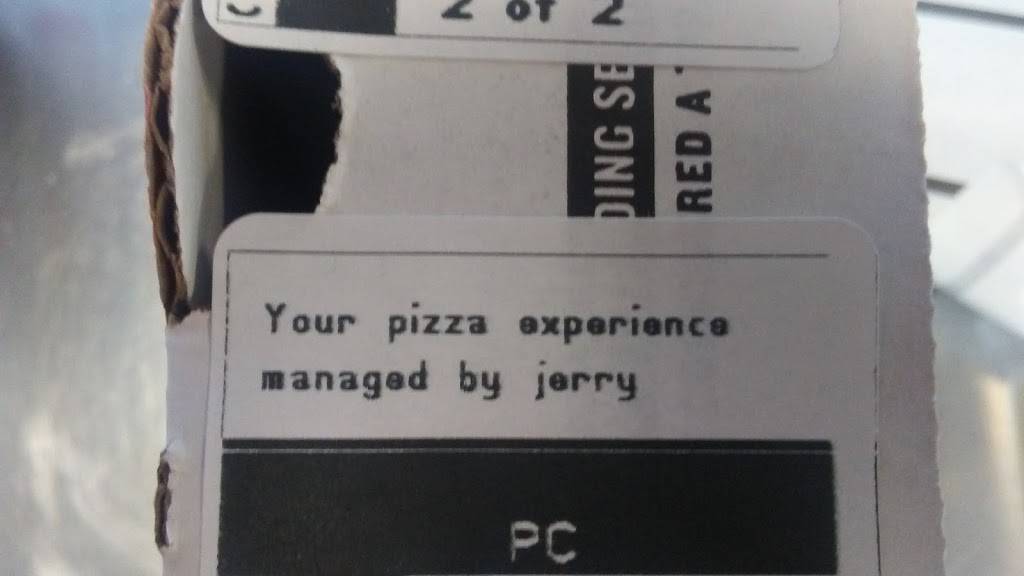 2 of 2
DING SE
RED A
Your pizza experience
managed by jerry
PC